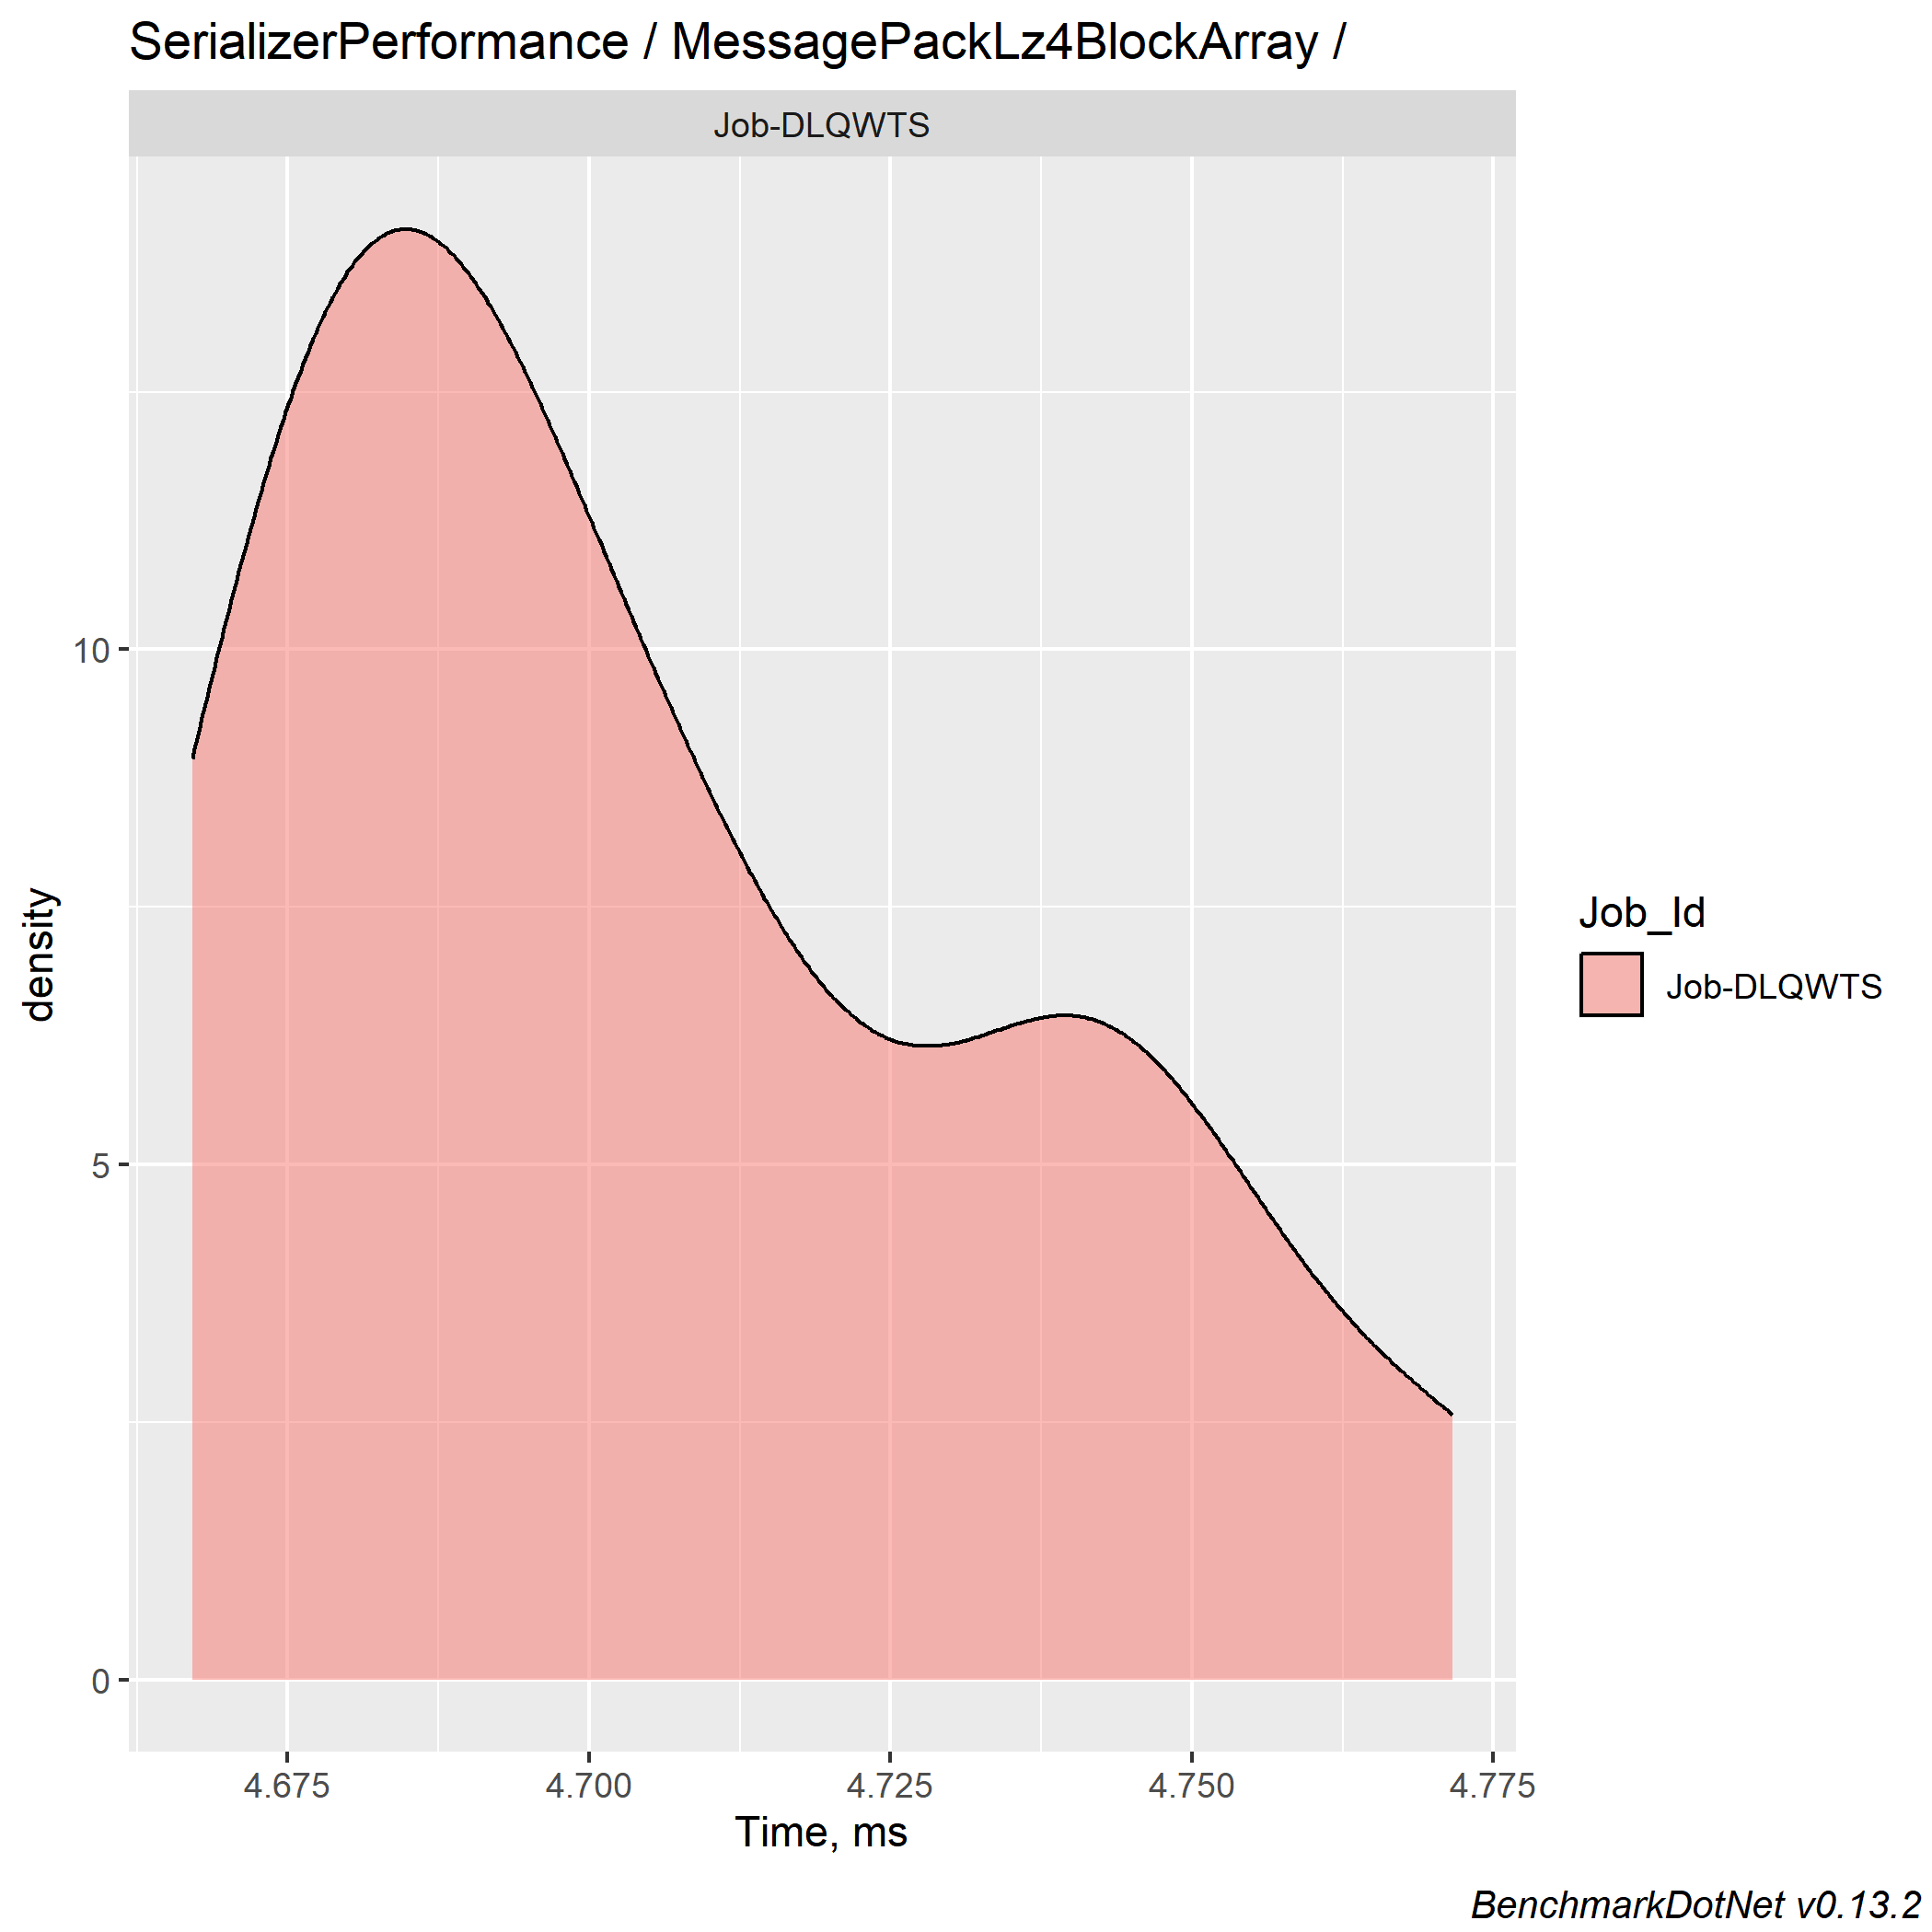 SerializerPerformance / MessagePackLz4BlockArray /
Job-DLQWTS
10
5
0
density
4.675 4.700 4.725 4.750 4.775
Time, ms
Job_Id
Job-DLQWTS
BenchmarkDotNet v0.13.2